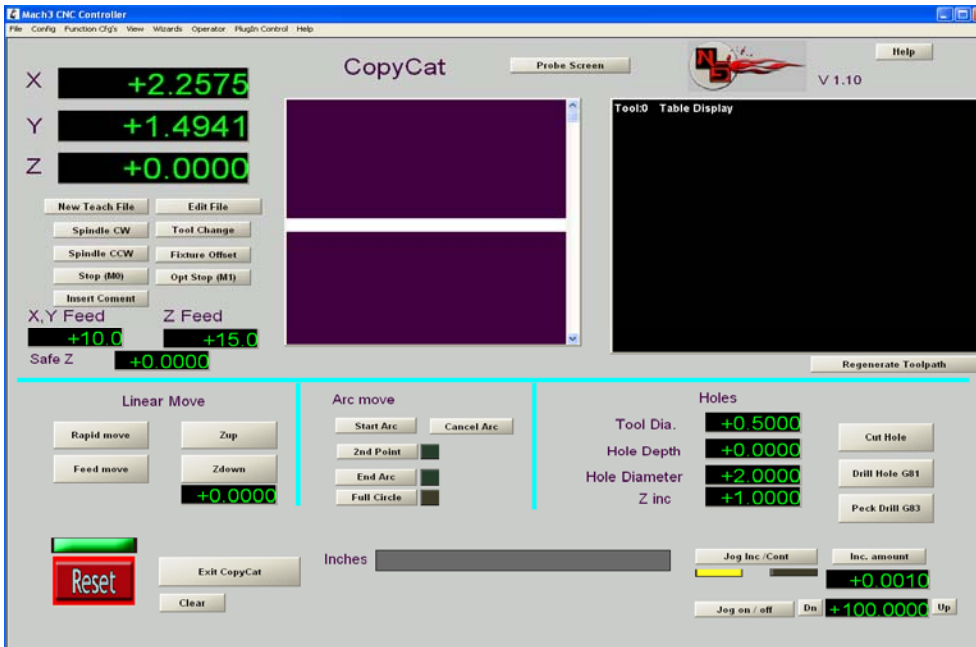 Mach3 CNC Controller
File Config Function Cfg's View Wizards Operator PlugIn Control Help
CopyCat
Probe Screen
NS
Help
V 1.10
X +2.2575
Y +1.4941
Z +0.0000
Tool:0 Table Display
New Teach File Edit File
Spindle CW Tool Change
Spindle CCW Fixture Offset
Stop (M0) Opt Stop (M1)
Insert Coment
X,Y Feed Z Feed
+10.0 +15.0
Safe Z +0.0000
Regenerate Toolpath
Linear Move
Rapid move Zup
Feed move Zdown
+0.0000
Arc move
Start Arc Cancel Arc
2nd Point
End Arc
Full Circle
Holes
Tool Dia. +0.5000
Hole Depth +0.0000
Hole Diameter +2.0000
Z inc +1.0000
Cut Hole
Drill Hole G81
Peck Drill G83
Reset
Exit CopyCat
Clear
Inches
Jog Inc /Cont Inc. amount
+0.0010
Jog on / off Dn +100.0000 Up